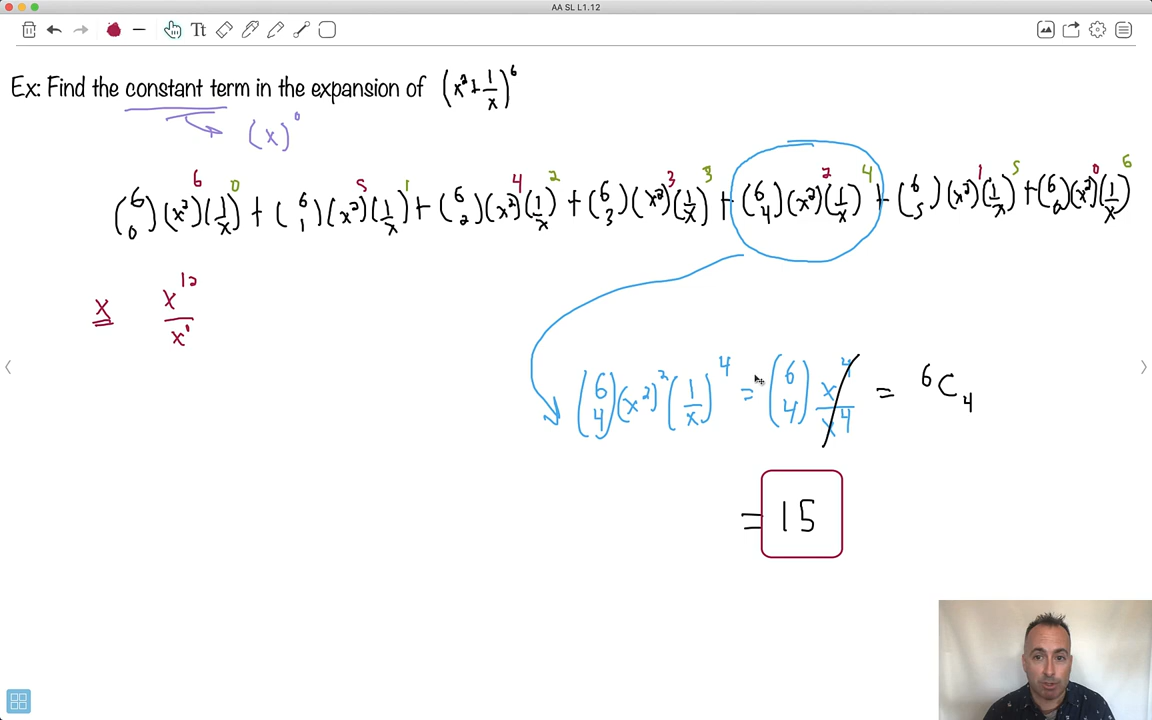 AA SL L1.12
Tt
Ex: Find the constant term in the expansion of (x² + 1/x)⁶
(x)⁰
(6 0)(x²)⁶(1/x)⁰ + (6 1)(x²)⁵(1/x)¹ + (6 2)(x²)⁴(1/x)² + (6 3)(x²)³(1/x)³ + (6 4)(x²)²(1/x)⁴ + (6 5)(x²)¹(1/x)⁵ + (6 6)(x²)⁰(1/x)⁶
x x¹²/x¹
(6 4)(x²)²(1/x)⁴ = (6 4) x⁴/x⁴ = ⁶C₄
= 15